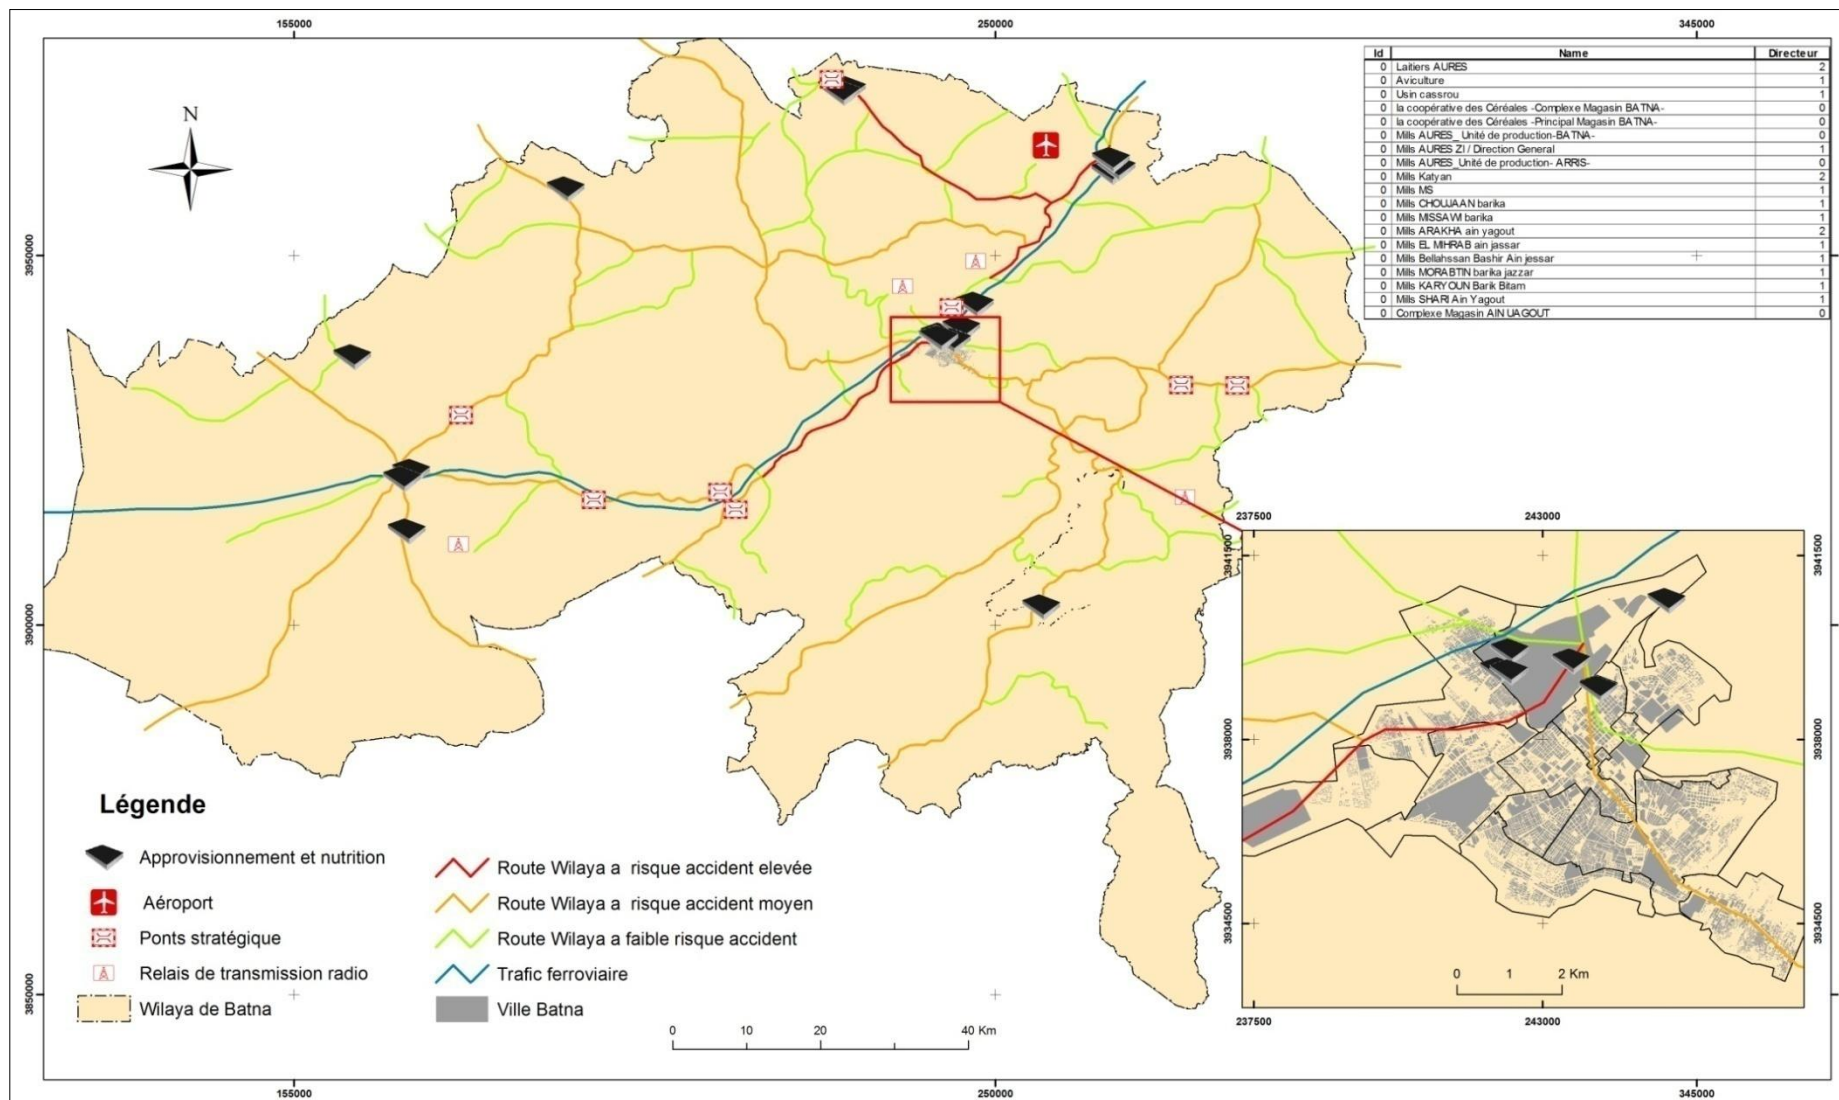 155000 250000 345000
Id Name Directeur
0 Laitiers AURES 2
0 Aviculture 1
0 Usin cassrou 1
0 la coopérative des Céréales -Complexe Magasin BATNA- 0
0 la coopérative des Céréales -Principal Magasin BATNA- 0
0 Mills AURES_ Unité de production-BATNA- 0
0 Mills AURES ZI / Direction General 1
0 Mills AURES_Unité de production- ARRIS- 0
0 Mills Katyan 2
0 Mills MS 1
0 Mills CHOUJAAN barika 1
0 Mills MISSAWI barika 1
0 Mills ARAKHA ain yagout 2
0 Mills EL MIHRAB ain jassar 1
0 Mills Bellahssan Bashir Ain jessar 1
0 Mills MORABTIN barika jazzar 1
0 Mills KARYOUN Barik Bitam 1
0 Mills SHARI Ain Yagout 1
0 Complexe Magasin AIN UAGOUT 0
N
3950000
3900000
3850000
237500 243000
3941500 3941500
3938000 3938000
3934500 3934500
0 1 2 Km
237500 243000
Légende
Approvisionnement et nutrition
Aéroport
Ponts stratégique
Relais de transmission radio
Wilaya de Batna
Route Wilaya a risque accident elevée
Route Wilaya a risque accident moyen
Route Wilaya a faible risque accident
Trafic ferroviaire
Ville Batna
0 10 20 40 Km
155000 250000 345000